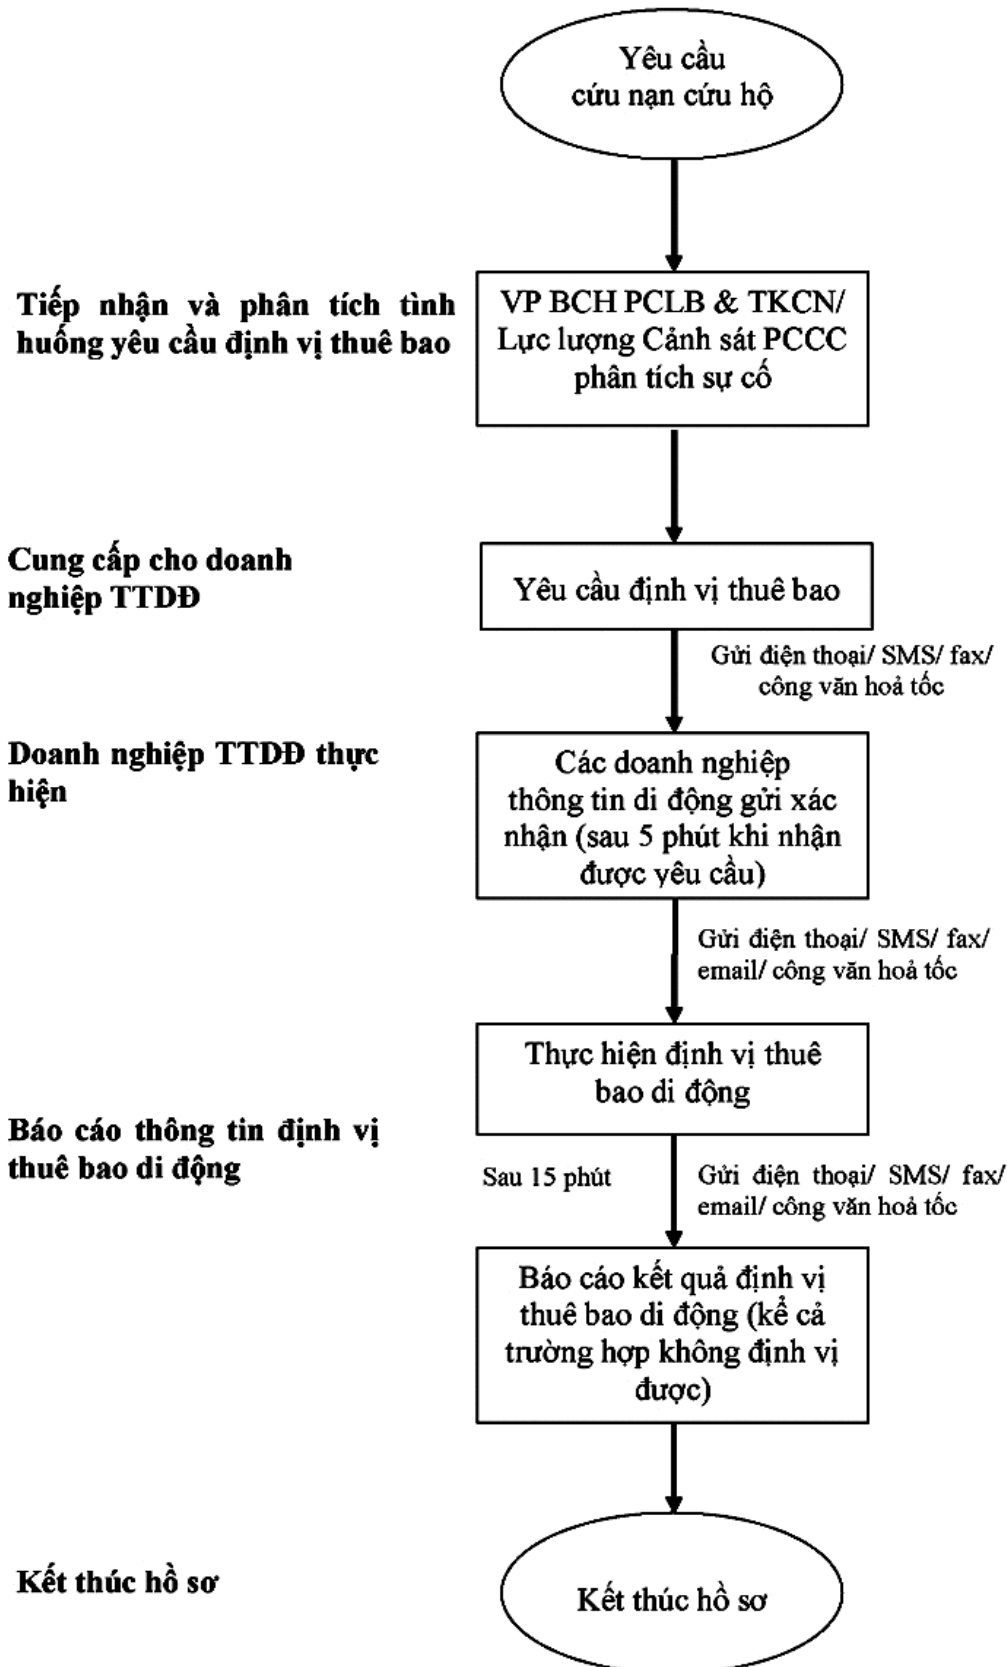 Yêu cầu
cứu nạn cứu hộ
Tiếp nhận và phân tích tình
huống yêu cầu định vị thuê bao
VP BCH PCLB & TKCN/
Lực lượng Cảnh sát PCCC
phân tích sự cố
Cung cấp cho doanh
nghiệp TTDĐ
Yêu cầu định vị thuê bao
Gửi điện thoại/ SMS/ fax/
công văn hoả tốc
Doanh nghiệp TTDĐ thực
hiện
Các doanh nghiệp
thông tin di động gửi xác
nhận (sau 5 phút khi nhận
được yêu cầu)
Gửi điện thoại/ SMS/ fax/
email/ công văn hoả tốc
Thực hiện định vị thuê
bao di động
Báo cáo thông tin định vị
thuê bao di động
Sau 15 phút
Gửi điện thoại/ SMS/ fax/
email/ công văn hoả tốc
Báo cáo kết quả định vị
thuê bao di động (kể cả
trường hợp không định vị
được)
Kết thúc hồ sơ
Kết thúc hồ sơ